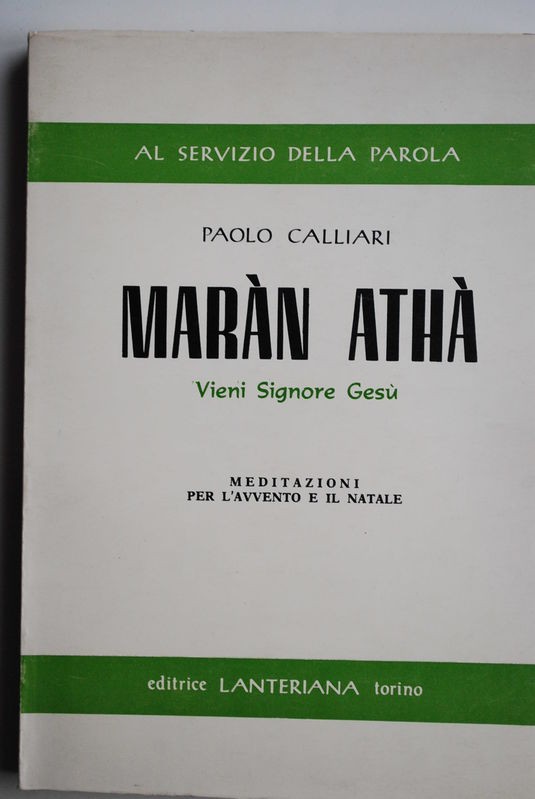 AL SERVIZIO DELLA PAROLA
PAOLO CALLIARI
MARÀN ATHÀ
Vieni Signore Gesù
MEDITAZIONI
PER L'AVVENTO E IL NATALE
editrice LANTERIANA torino